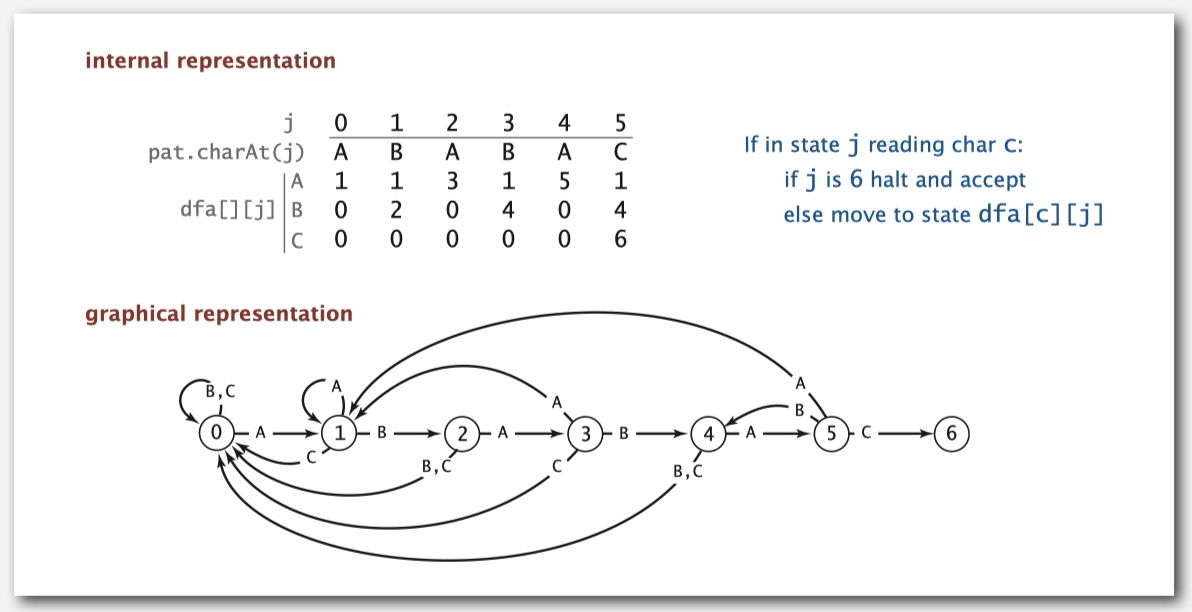 internal representation
j 0 1 2 3 4 5
pat.charAt(j) A B A B A C
A 1 1 3 1 5 1
dfa[][j] B 0 2 0 4 0 4
C 0 0 0 0 0 6
If in state j reading char c:
if j is 6 halt and accept
else move to state dfa[c][j]
graphical representation
B,C A A A B
0 A 1 B 2 A 3 B 4 A 5 C 6
C B,C C B,C